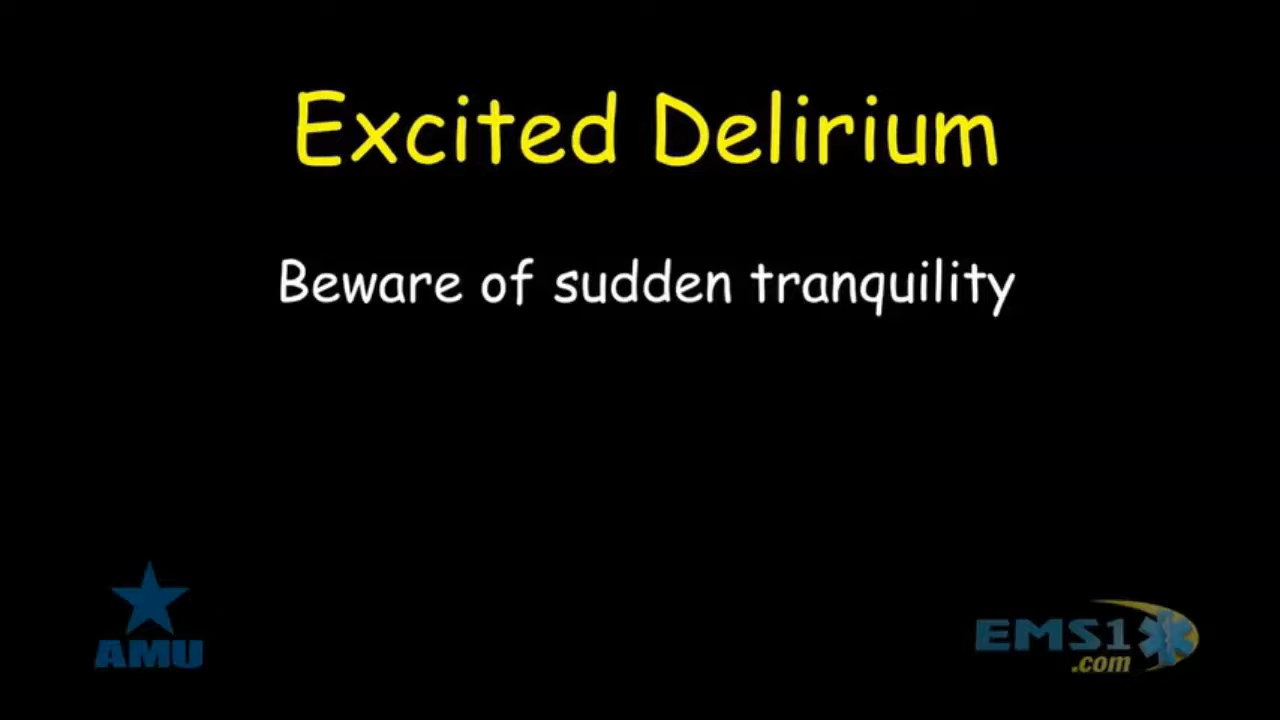 Excited Delirium
Beware of sudden tranquility
AMU
EMS1
.com